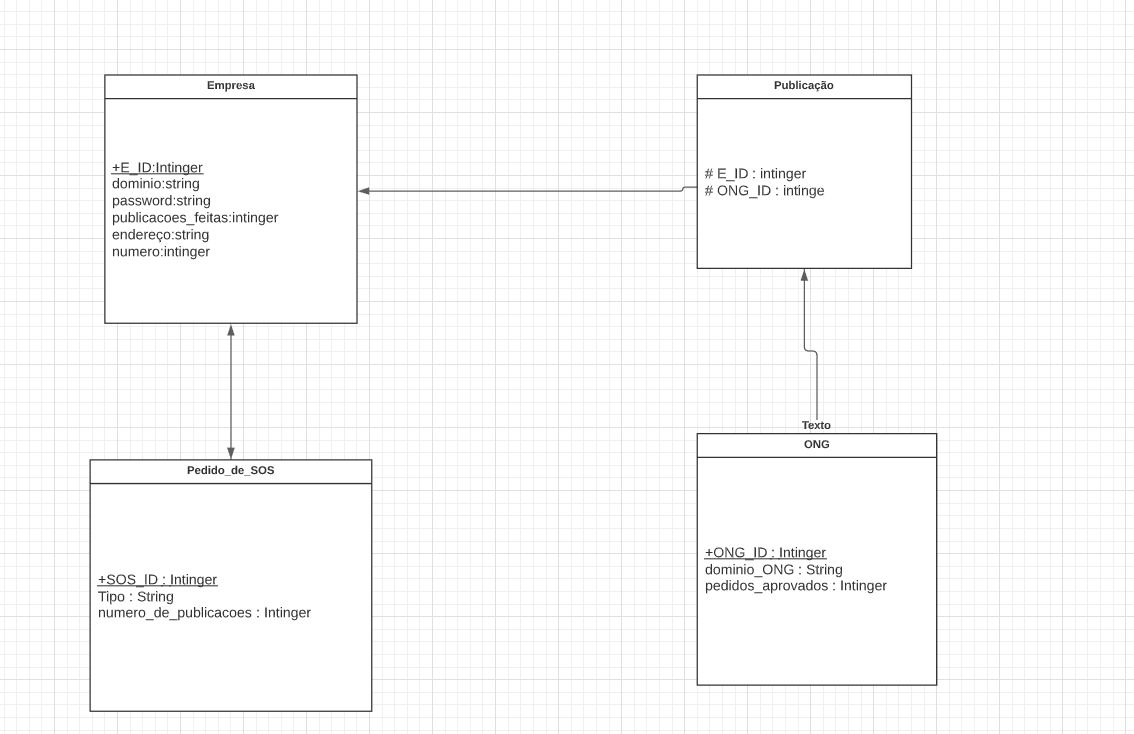 Empresa
+E_ID:Intinger
dominio:string
password:string
publicacoes_feitas:intinger
endereço:string
numero:intinger
Publicação
# E_ID : intinger
# ONG_ID : intinge
Pedido_de_SOS
+SOS_ID : Intinger
Tipo : String
numero_de_publicacoes : Intinger
Texto
ONG
+ONG_ID : Intinger
dominio_ONG : String
pedidos_aprovados : Intinger